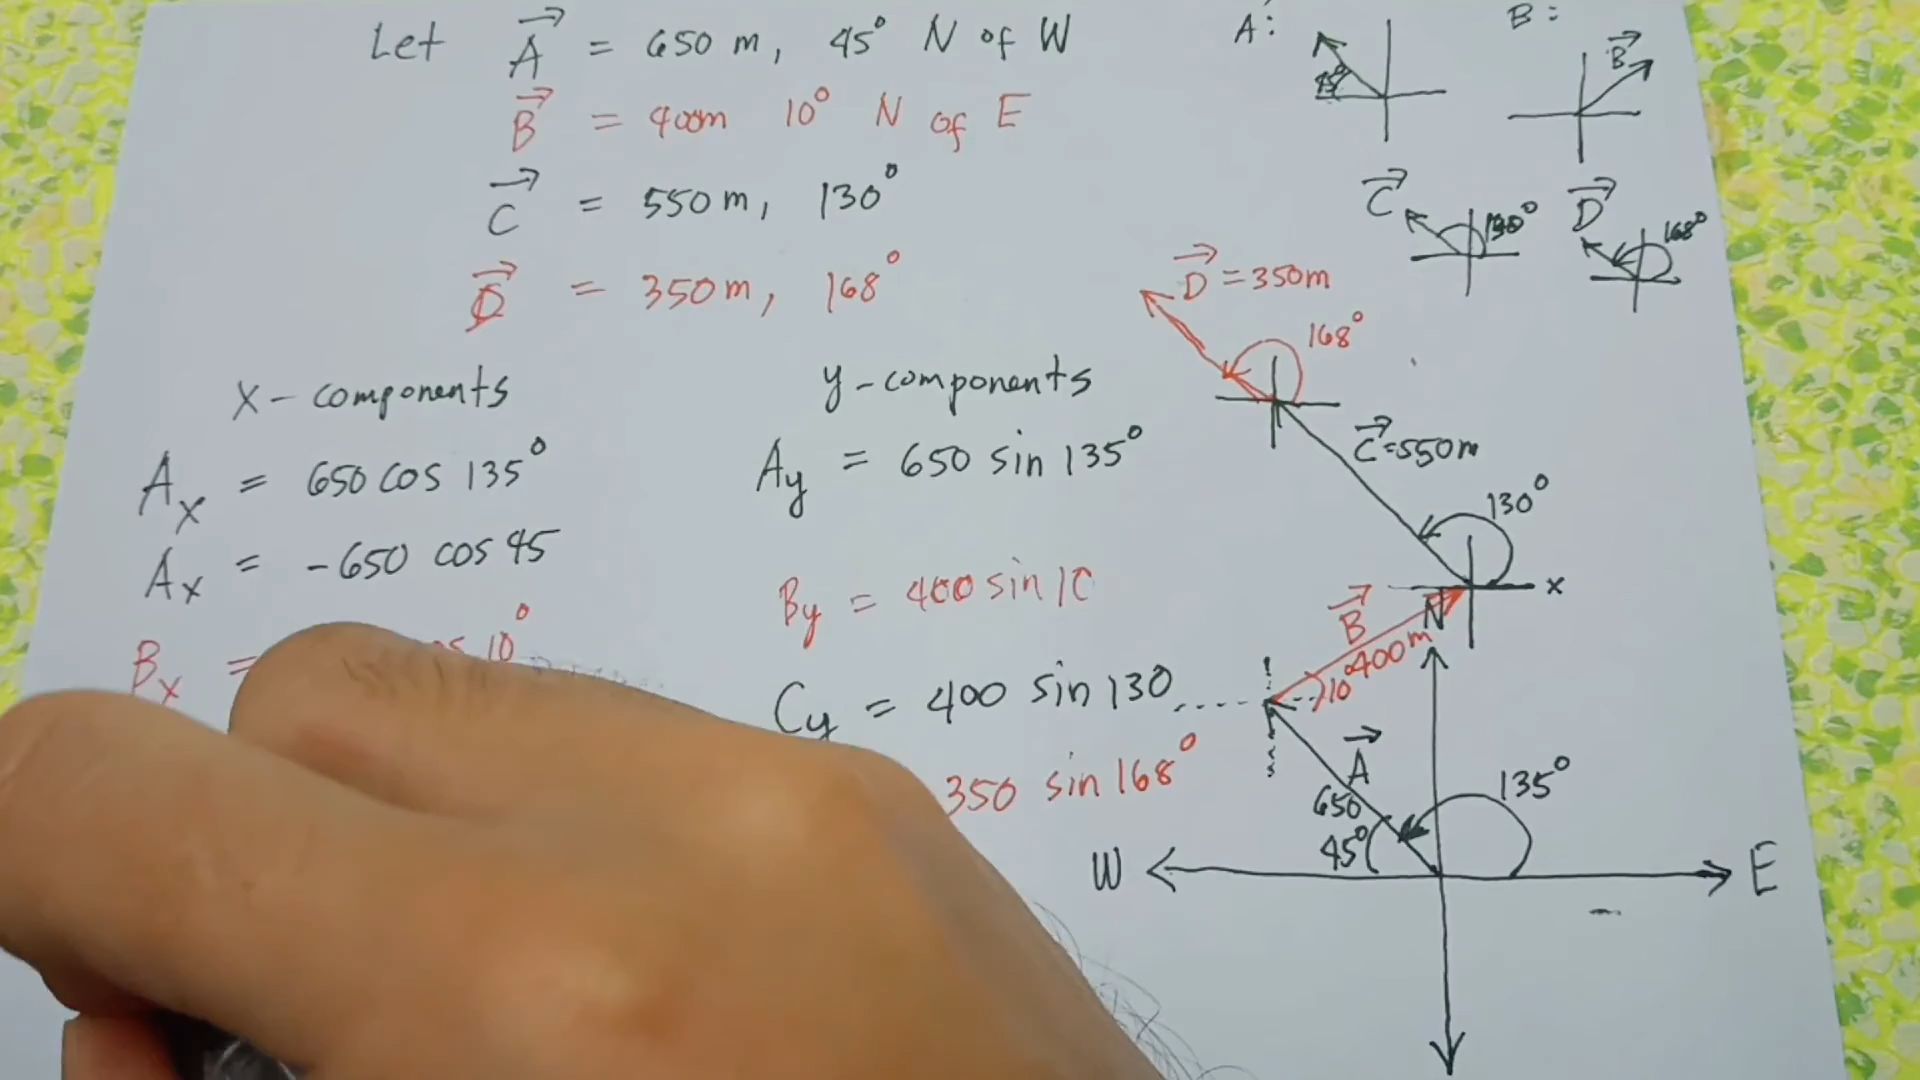 Let A = 650 m, 45° N of W
B = 400m 10° N of E
C = 550 m, 130°
D = 350 m, 168°
x - components
Ax = 650 cos 135°
Ax = -650 cos 45
Bx = 10°
y - components
Ay = 650 sin 135°
By = 400 sin 10
Cy = 400 sin 130
350 sin 168°
A:
45°
B:
B
C
130°
D
168°
D = 350m
168°
C = 550m
130°
x
B
N
400m
10°
A
650
45°
135°
W
E